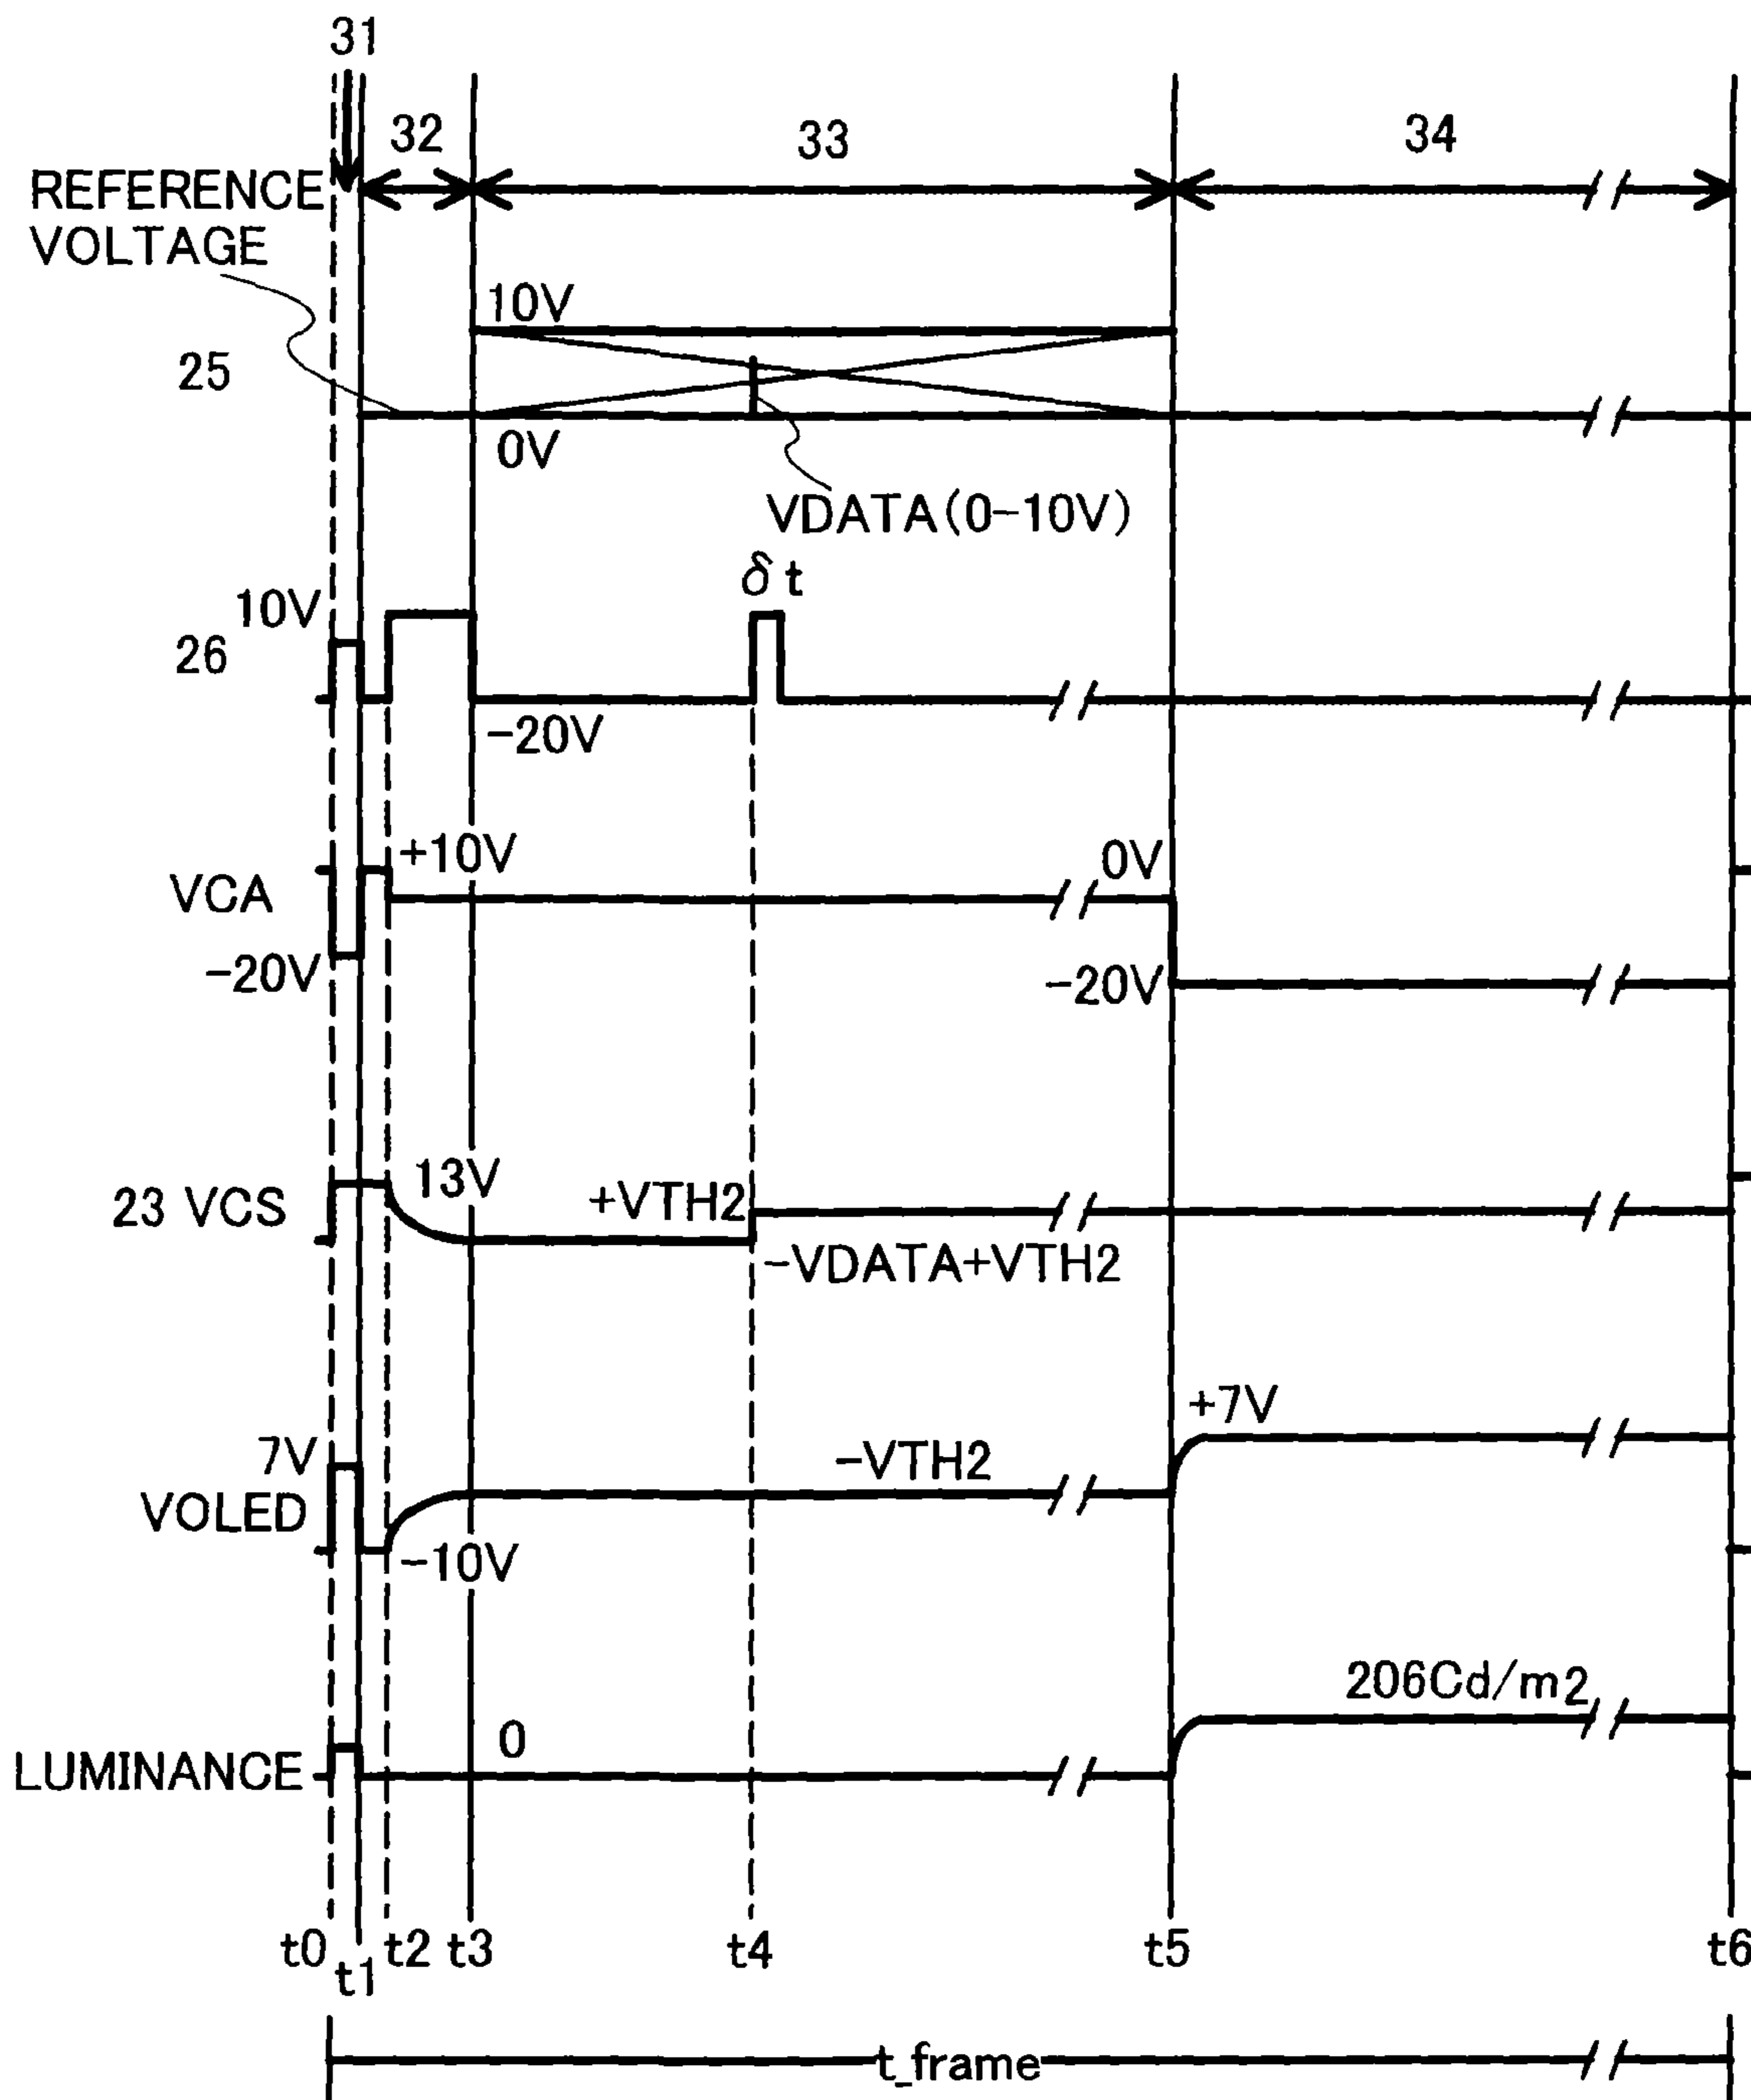 31
32
33
34
REFERENCE
VOLTAGE
10V
25
0V
VDATA(0-10V)
δt
10V
26
-20V
+10V
0V
VCA
-20V
-20V
13V
+VTH2
23 VCS
-VDATA+VTH2
+7V
7V
-VTH2
VOLED
-10V
206Cd/m2
0
LUMINANCE
t0
t1
t2
t3
t4
t5
t6
t_frame